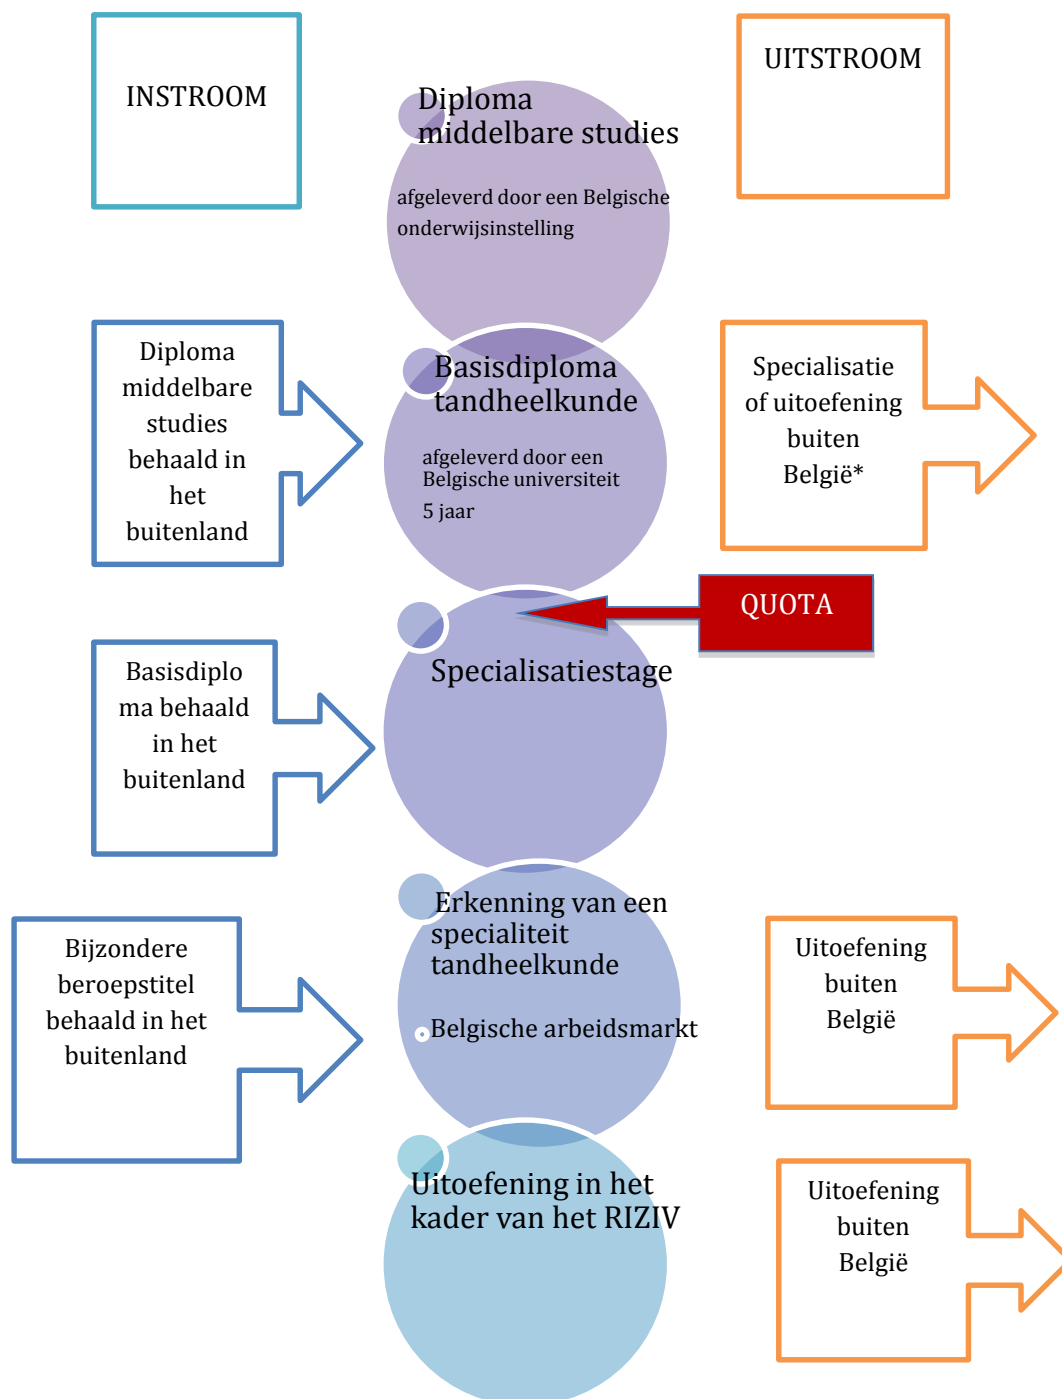 INSTROOM
UITSTROOM
Diploma
middelbare studies
afgeleverd door een Belgische
onderwijsinstelling
Diploma
middelbare
studies
behaald in
het
buitenland
Basisdiploma
tandheelkunde
afgeleverd door een
Belgische universiteit
5 jaar
Specialisatie
of uitoefening
buiten
België*
QUOTA
Basisdiplo
ma behaald
in het
buitenland
Specialisatiestage
Bijzondere
beroepstitel
behaald in het
buitenland
Erkenning van een
specialiteit
tandheelkunde
Belgische arbeidsmarkt
Uitoefening
buiten
België
Uitoefening in het
kader van het RIZIV
Uitoefening
buiten
België